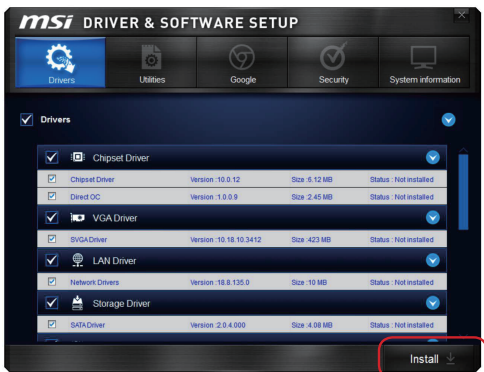 msi DRIVER & SOFTWARE SETUP
Drivers Utilities Google Security System information
Drivers
Chipset Driver
Chipset Driver Version :10.0.12 Size :5.12 MB Status : Not installed
Direct OC Version :1.0.0.9 Size :2.45 MB Status : Not installed
VGA Driver
SVGA Driver Version :10.18.10.3412 Size :423 MB Status : Not installed
LAN Driver
Network Drivers Version :18.8.135.0 Size :10 MB Status : Not installed
Storage Driver
SATA Driver Version :2.0.4.000 Size :4.08 MB Status : Not installed
Install